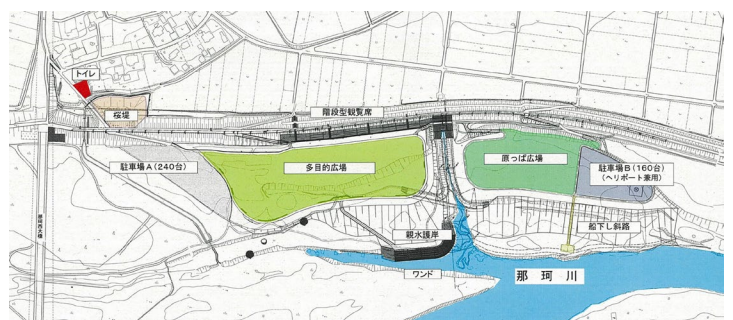 トイレ
桜堤
階段型観覧席
駐車場A(240台)
多目的広場
原っぱ広場
駐車場B(160台)
(ヘリポート兼用)
親水護岸
船下し斜路
ワンド
那珂川